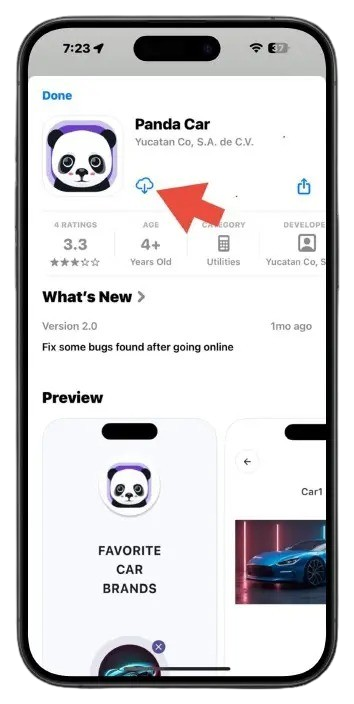 7:23
37
Done
Panda Car
Yucatan Co, S.A. de C.V.
4 RATINGS
AGE
CATEGORY
DEVELOPE
3.3
4+
Years Old
Utilities
Yucatan Co, S
What's New
Version 2.0
1mo ago
Fix some bugs found after going online
Preview
FAVORITE
CAR
BRANDS
Car1